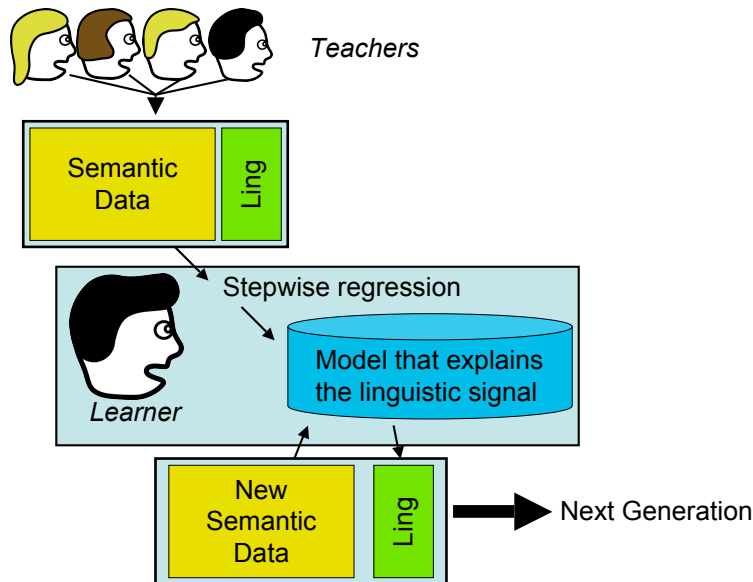 Teachers
Semantic
Data
Ling
Stepwise regression
Model that explains
the linguistic signal
Learner
New
Semantic
Data
Ling
Next Generation